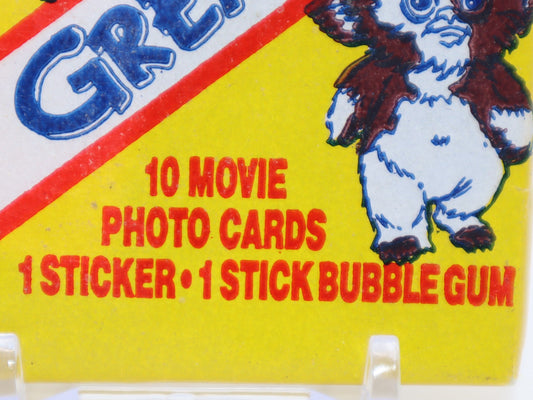 GRE
10 MOVIE
PHOTO CARDS
1 STICKER • 1 STICK BUBBLE GUM